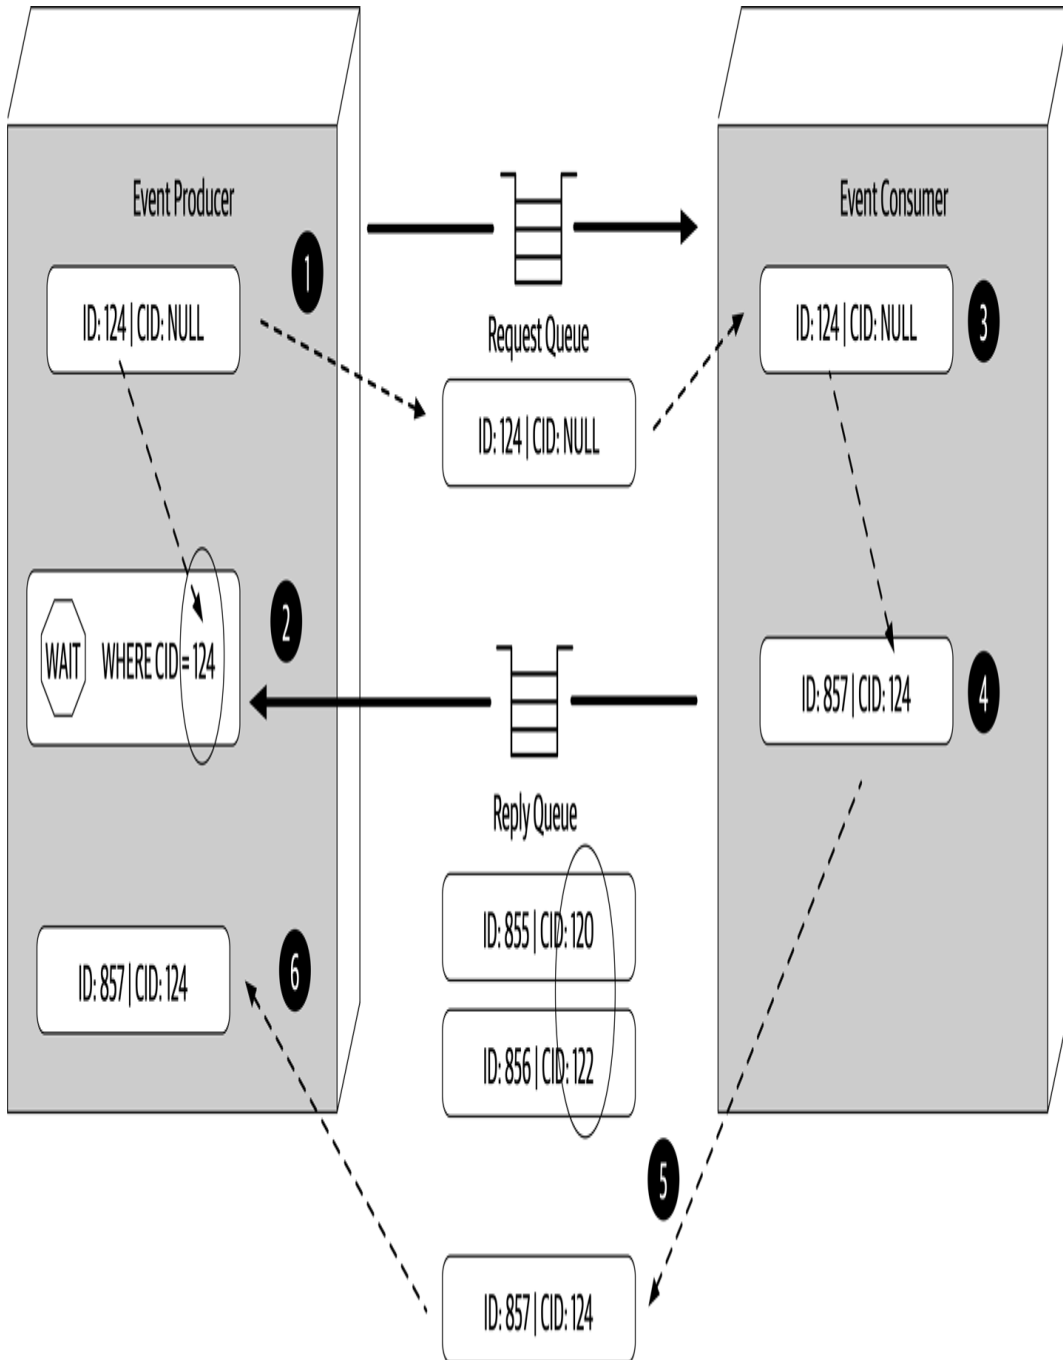 Event Producer
Event Consumer
1
ID: 124 | CID: NULL
Request Queue
ID: 124 | CID: NULL
3
ID: 124 | CID: NULL
2
WAIT WHERE CID = 124
ID: 857 | CID: 124
4
Reply Queue
ID: 855 | CID: 120
ID: 857 | CID: 124
6
ID: 856 | CID: 122
5
ID: 857 | CID: 124